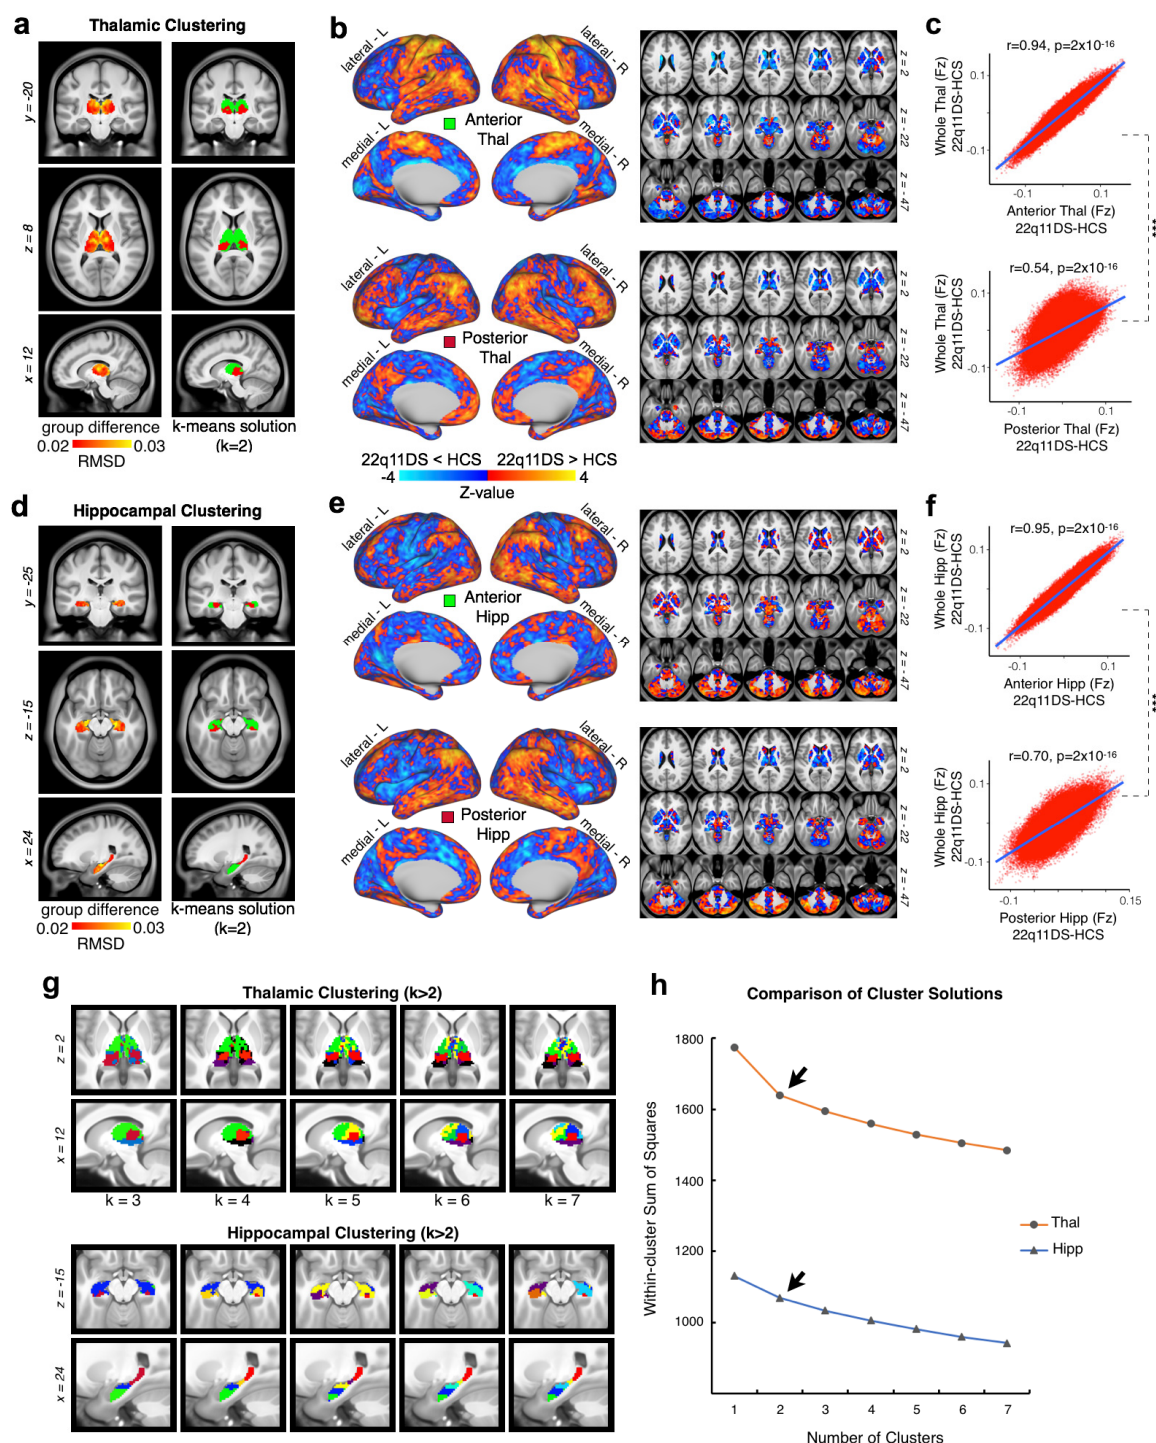 a
Thalamic Clustering
y = -20
z = 8
x = 12
group difference
0.02 0.03
RMSD
k-means solution
(k=2)
b
lateral - L
lateral - R
Anterior
Thal
medial - L
medial - R
z = 2
z = -22
z = -47
lateral - L
lateral - R
Posterior
Thal
medial - L
medial - R
z = 2
z = -22
z = -47
22q11DS < HCS 22q11DS > HCS
-4 4
Z-value
c
r=0.94, p=2x10-16
Whole Thal (Fz)
22q11DS-HCS
0.1
-0.1
-0.1 0.1
Anterior Thal (Fz)
22q11DS-HCS
***
r=0.54, p=2x10-16
Whole Thal (Fz)
22q11DS-HCS
0.1
-0.1
-0.1 0.1
Posterior Thal (Fz)
22q11DS-HCS
d
Hippocampal Clustering
y = -25
z = -15
x = 24
group difference
0.02 0.03
RMSD
k-means solution
(k=2)
e
lateral - L
lateral - R
Anterior
Hipp
medial - L
medial - R
z = 2
z = -22
z = -47
lateral - L
lateral - R
Posterior
Hipp
medial - L
medial - R
z = 2
z = -22
z = -47
f
r=0.95, p=2x10-16
Whole Hipp (Fz)
22q11DS-HCS
0.1
-0.1
-0.1 0.1
Anterior Hipp (Fz)
22q11DS-HCS
***
r=0.70, p=2x10-16
Whole Hipp (Fz)
22q11DS-HCS
0.1
-0.1
-0.1 0.15
Posterior Hipp (Fz)
22q11DS-HCS
g
Thalamic Clustering (k>2)
z = 2
x = 12
k = 3 k = 4 k = 5 k = 6 k = 7
Hippocampal Clustering (k>2)
z = -15
x = 24
h
Comparison of Cluster Solutions
Within-cluster Sum of Squares
1800
1600
1400
1200
1000
Thal
Hipp
1 2 3 4 5 6 7
Number of Clusters